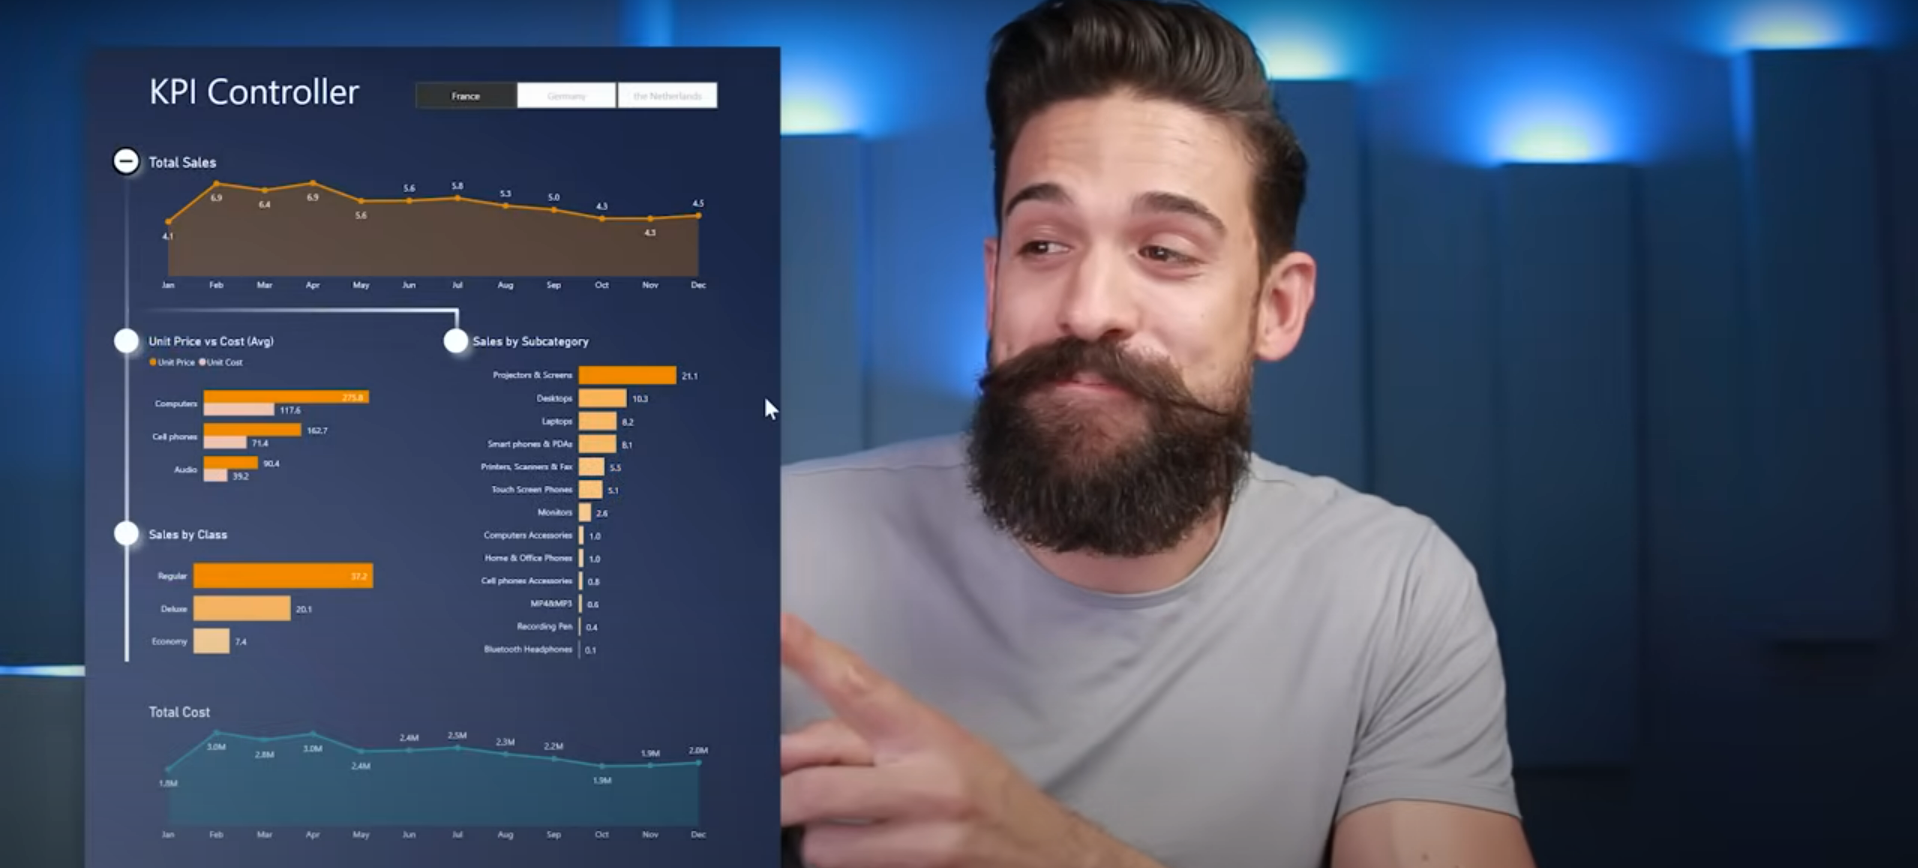 KPI Controller
France Germany the Netherlands
Total Sales
4.1 6.9 6.4 6.9 5.6 5.6 5.8 5.3 5.0 4.3 4.3 4.5
Jan Feb Mar Apr May Jun Jul Aug Sep Oct Nov Dec
Unit Price vs Cost (Avg)
Unit Price Unit Cost
Computers 275.8
117.6
Cell phones 162.7
71.4
Audio 90.4
39.2
Sales by Class
Regular 37.2
Deluxe 20.1
Economy 7.4
Sales by Subcategory
Projectors & Screens 21.1
Desktops 10.3
Laptops 8.2
Smart phones & PDAs 8.1
Printers, Scanners & Fax 5.5
Touch Screen Phones 5.1
Monitors 2.6
Computers Accessories 1.0
Home & Office Phones 1.0
Cell phones Accessories 0.8
MP4&MP3 0.6
Recording Pen 0.4
Bluetooth Headphones 0.1
Total Cost
1.8M 3.0M 2.8M 3.0M 2.4M 2.4M 2.5M 2.3M 2.2M 1.9M 1.9M 2.0M
Jan Feb Mar Apr May Jun Jul Aug Sep Oct Nov Dec